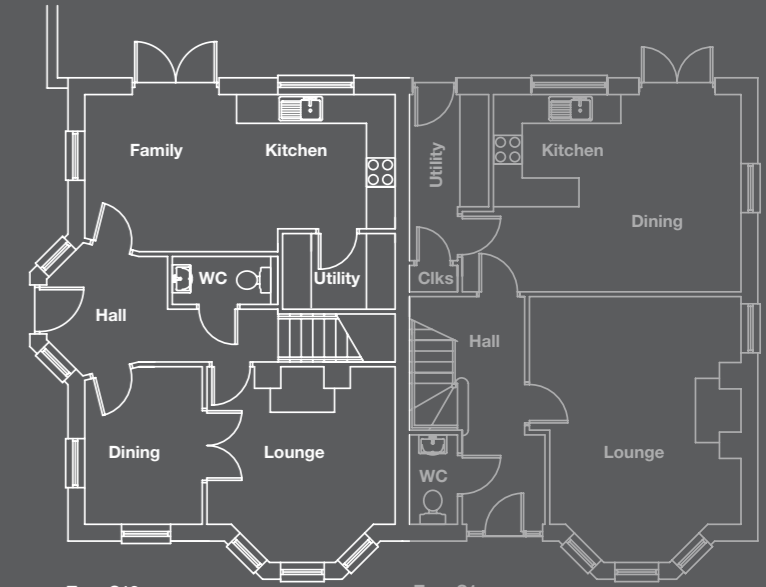 Family
Kitchen
Utility
Kitchen
Dining
WC
Utility
Clks
Hall
Hall
Dining
Lounge
Lounge
WC